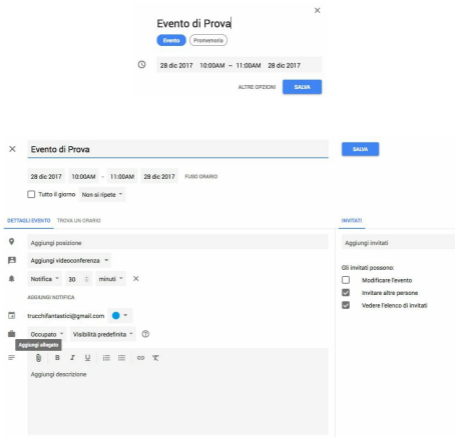 Evento di Prova
Evento Promemoria
28 dic 2017 10:00AM – 11:00AM 28 dic 2017
ALTRE OPZIONI SALVA
Evento di Prova SALVA
28 dic 2017 10:00AM - 11:00AM 28 dic 2017 FUSO ORARIO
Tutto il giorno Non si ripete
DETTAGLI EVENTO TROVA UN ORARIO INVITATI
Aggiungi posizione Aggiungi invitati
Aggiungi videoconferenza
Gli invitati possono:
Notifica 30 minuti Modificare l'evento
Invitare altre persone
AGGIUNGI NOTIFICA
Vedere l'elenco di invitati
trucchifantastici@gmail.com
Occupato Visibilità predefinita
Aggiungi allegato
B I U
Aggiungi descrizione